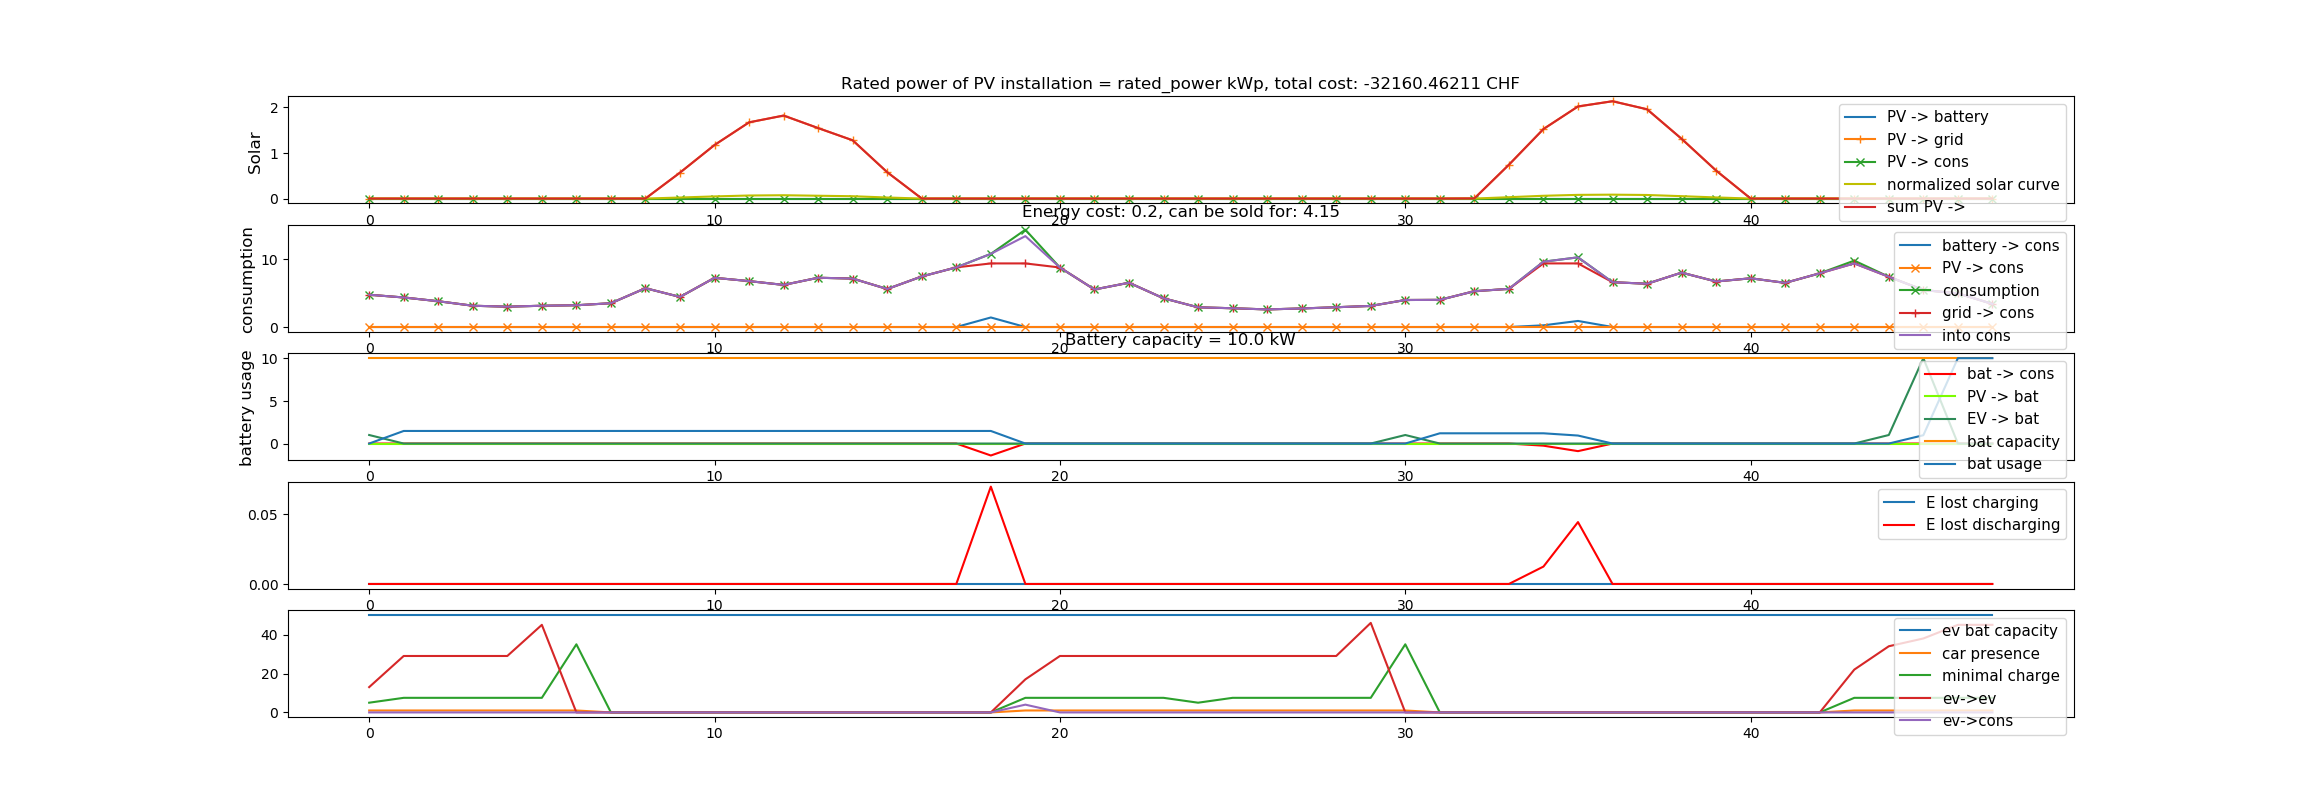 Rated power of PV installation = rated_power kWp, total cost: -32160.46211 CHF
Solar
2
1
0
0
10
20
30
40
PV -> battery
PV -> grid
PV -> cons
normalized solar curve
sum PV ->
Energy cost: 0.2, can be sold for: 4.15
consumption
10
0
0
10
20
30
40
battery -> cons
PV -> cons
consumption
grid -> cons
into cons
Battery capacity = 10.0 kW
battery usage
10
5
0
0
10
20
30
40
bat -> cons
PV -> bat
EV -> bat
bat capacity
bat usage
0.05
0.00
0
10
20
30
40
E lost charging
E lost discharging
40
20
0
0
10
20
30
40
ev bat capacity
car presence
minimal charge
ev->ev
ev->cons